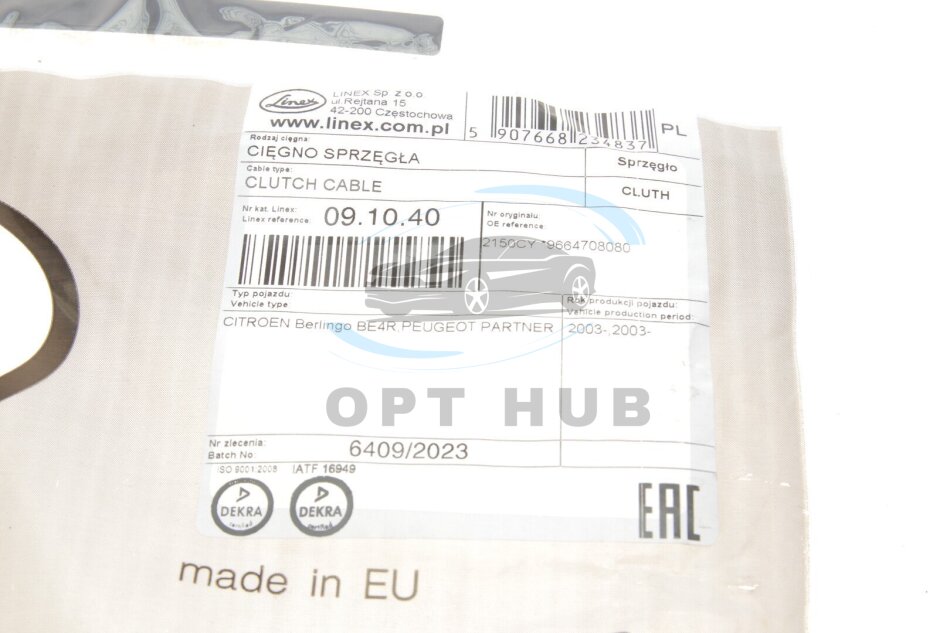 Linex
LINEX Sp. z o.o
ul.Rejtana 15
42-200 Częstochowa
www.linex.com.pl
5 907668 234837
PL
Rodzaj cięgna:
CIĘGNO SPRZĘGŁA
Sprzęgło
Cable type:
CLUTCH CABLE
CLUTH
Nr kat. Linex:
Linex reference:
09.10.40
Nr oryginału:
OE reference:
2150CY *9664708080
Typ pojazdu:
Vehicle type:
Rok produkcji pojazdu:
Vehicle production period:
CITROEN Berlingo BE4R,PEUGEOT PARTNER
2003-,2003-
OPT HUB
Nr zlecenia:
Batch No:
6409/2023
ISO 9001:2008
IATF 16949
DEKRA
DEKRA
EAC
made in EU